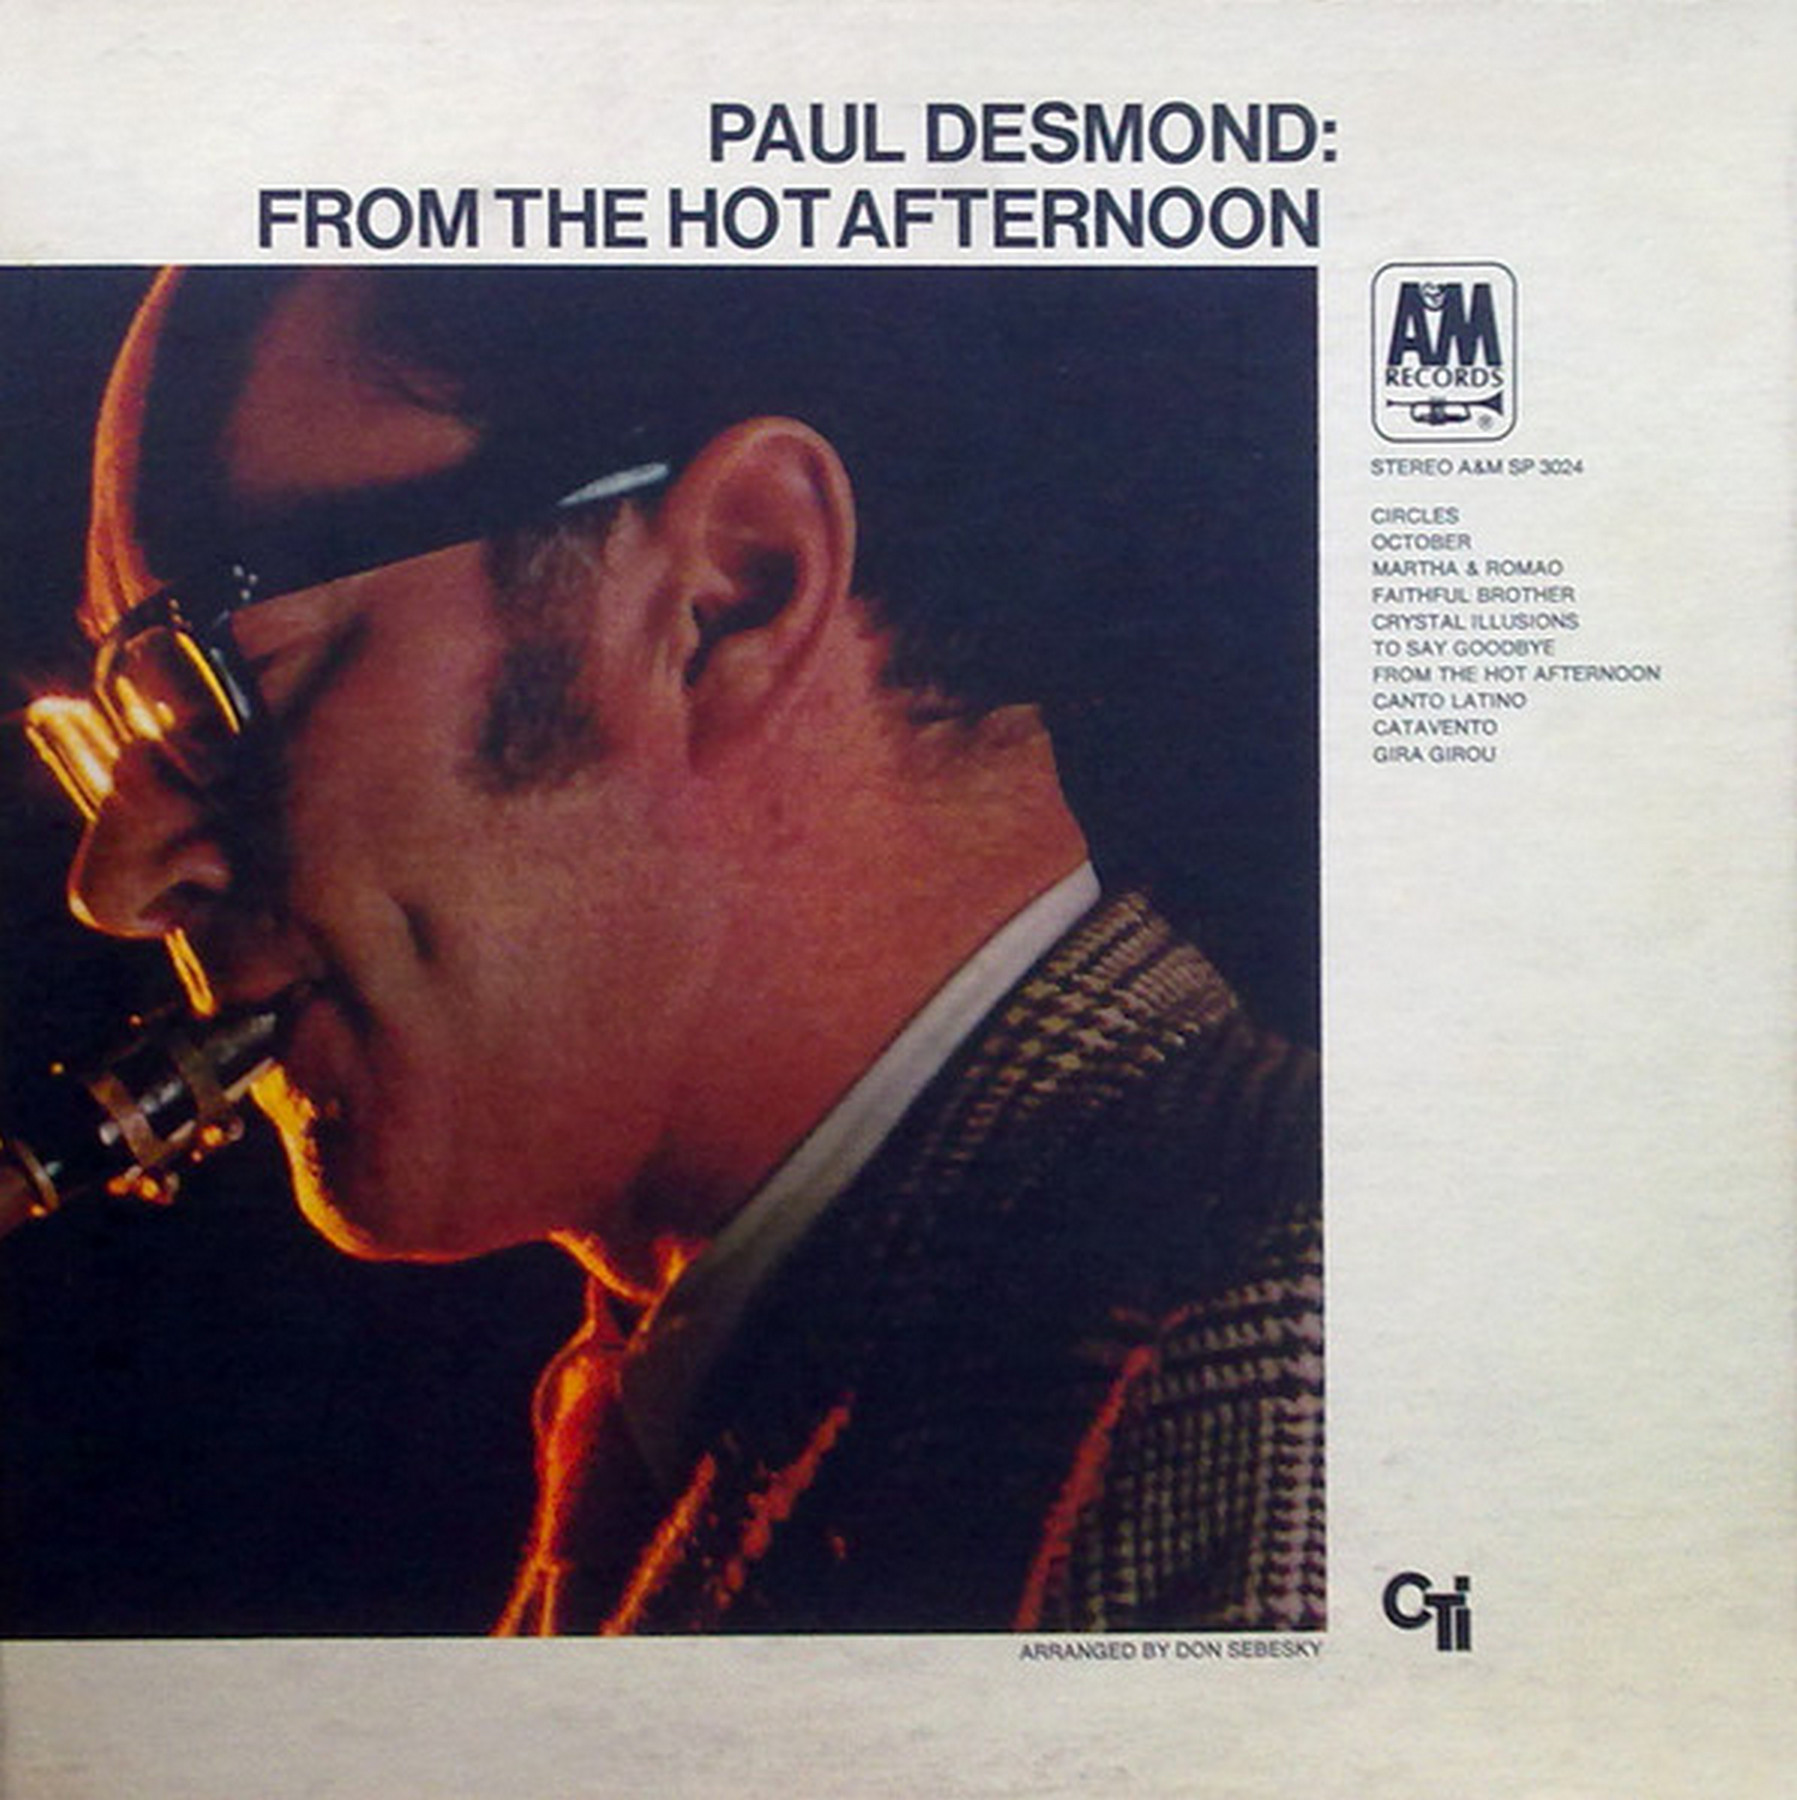 PAUL DESMOND:
FROM THE HOT AFTERNOON
A&M
RECORDS
®
STEREO A&M SP 3024
CIRCLES
OCTOBER
MARTHA & ROMAO
FAITHFUL BROTHER
CRYSTAL ILLUSIONS
TO SAY GOODBYE
FROM THE HOT AFTERNOON
CANTO LATINO
CATAVENTO
GIRA GIROU
ARRANGED BY DON SEBESKY
CTi